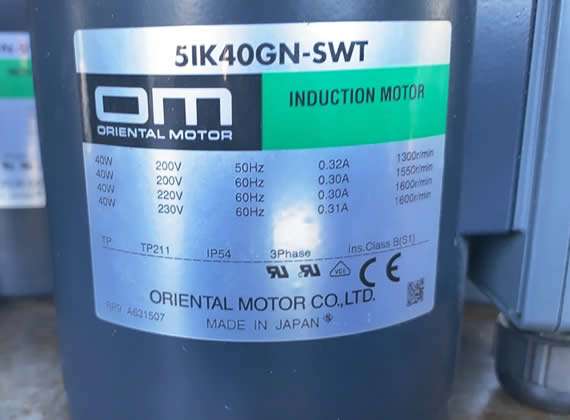 5IK40GN-SWT
OM
ORIENTAL MOTOR
INDUCTION MOTOR
40W 200V 50Hz 0.32A 1300r/min
40W 200V 60Hz 0.30A 1550r/min
40W 220V 60Hz 0.30A 1600r/min
40W 230V 60Hz 0.31A 1600r/min
TP TP211 IP54 3Phase Ins.Class B(S1)
CE
ORIENTAL MOTOR CO.,LTD.
A631507
MADE IN JAPAN